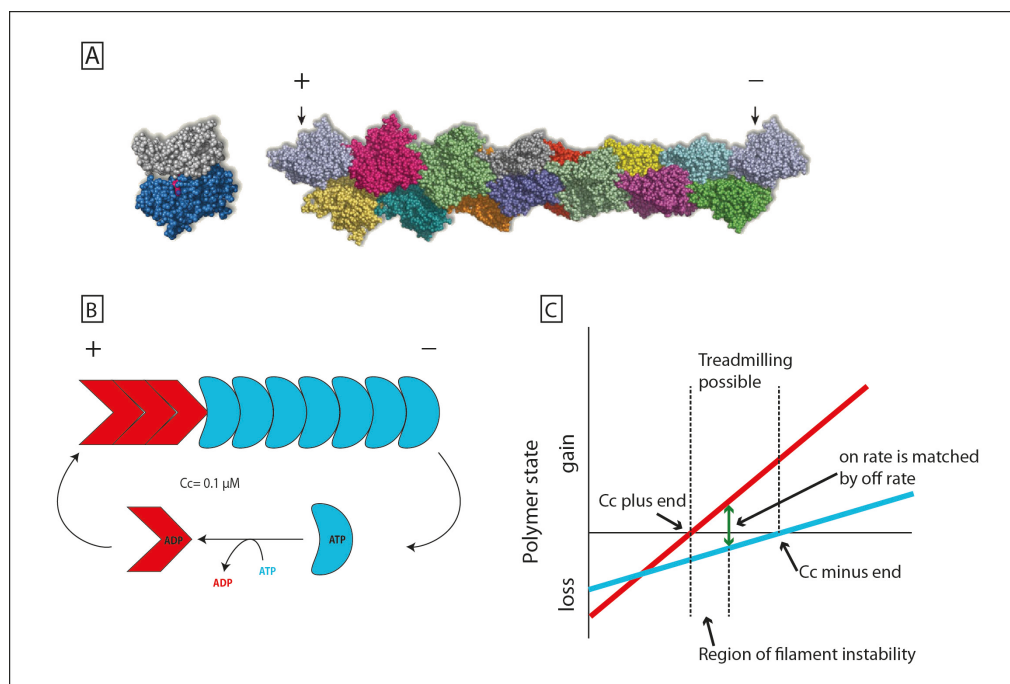 A
+
−
B
+
−
Cc= 0.1 µM
ADP
ATP
ADP
ATP
C
Treadmilling
possible
Polymer state
gain
loss
on rate is matched
by off rate
Cc plus end
Cc minus end
Region of filament instability